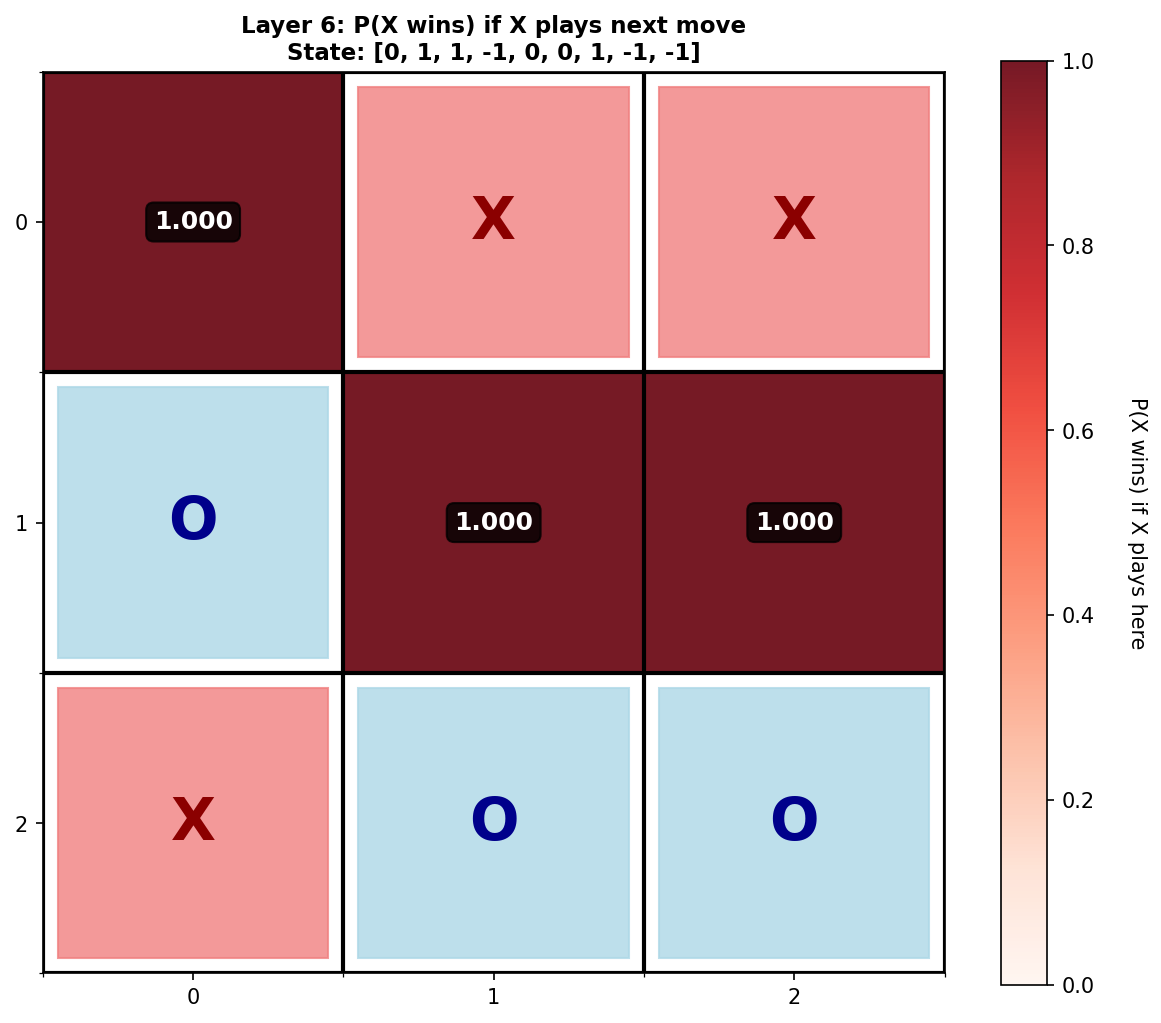 Layer 6: P(X wins) if X plays next move
State: [0, 1, 1, -1, 0, 0, 1, -1, -1]
0
1.000
X
X
1
O
1.000
1.000
2
X
O
O
0
1
2
1.0
0.8
0.6
0.4
0.2
0.0
P(X wins) if X plays here